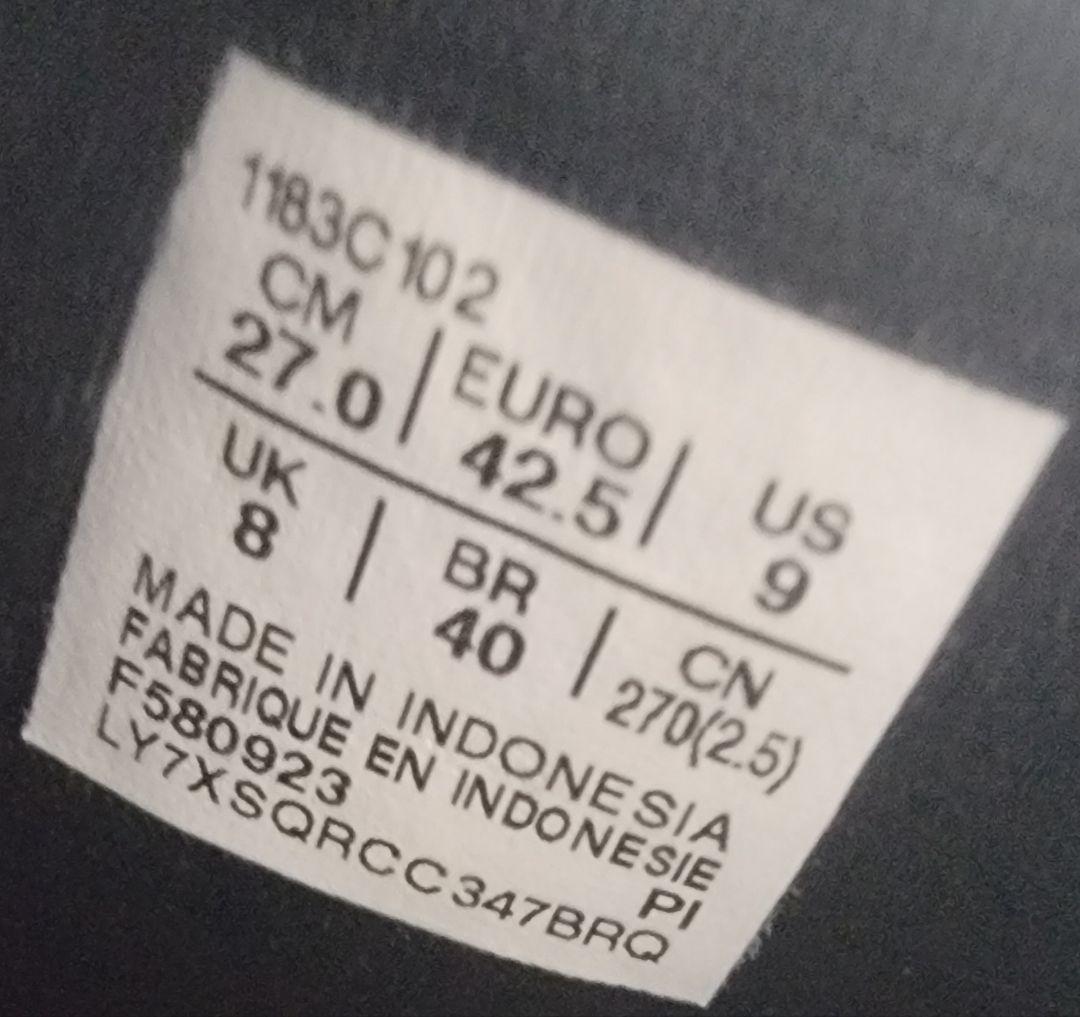 1183C102
CM | EURO | US
27.0 | 42.5 | 9
UK | BR | CN
8 | 40 | 270(2.5)
MADE IN INDONESIA
FABRIQUE EN INDONESIE
F580923 PI
LY7XSQRCC347BRQ